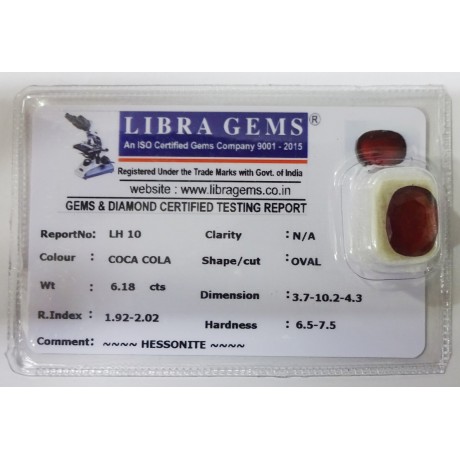 LIBRA GEMS ®
An ISO Certified Gems Company 9001 - 2015
Registered Under the Trade Marks with Govt. of India
website : www.libragems.co.in
GEMS & DIAMOND CERTIFIED TESTING REPORT
ReportNo: LH 10 Clarity : N/A
Colour : COCA COLA Shape/cut : OVAL
Wt : 6.18 cts Dimension : 3.7-10.2-4.3
R.Index : 1.92-2.02 Hardness : 6.5-7.5
Comment: ~~~~ HESSONITE ~~~~